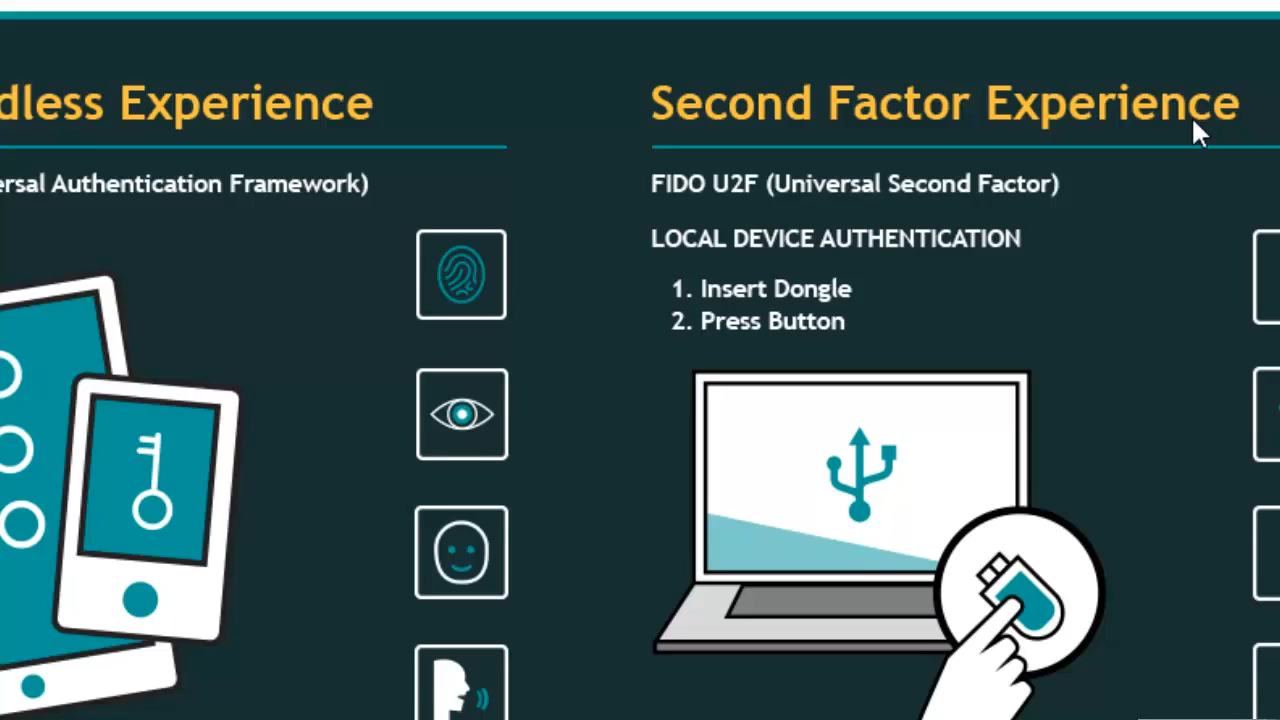 dless Experience
ersal Authentication Framework)
Second Factor Experience
FIDO U2F (Universal Second Factor)
LOCAL DEVICE AUTHENTICATION
1. Insert Dongle
2. Press Button